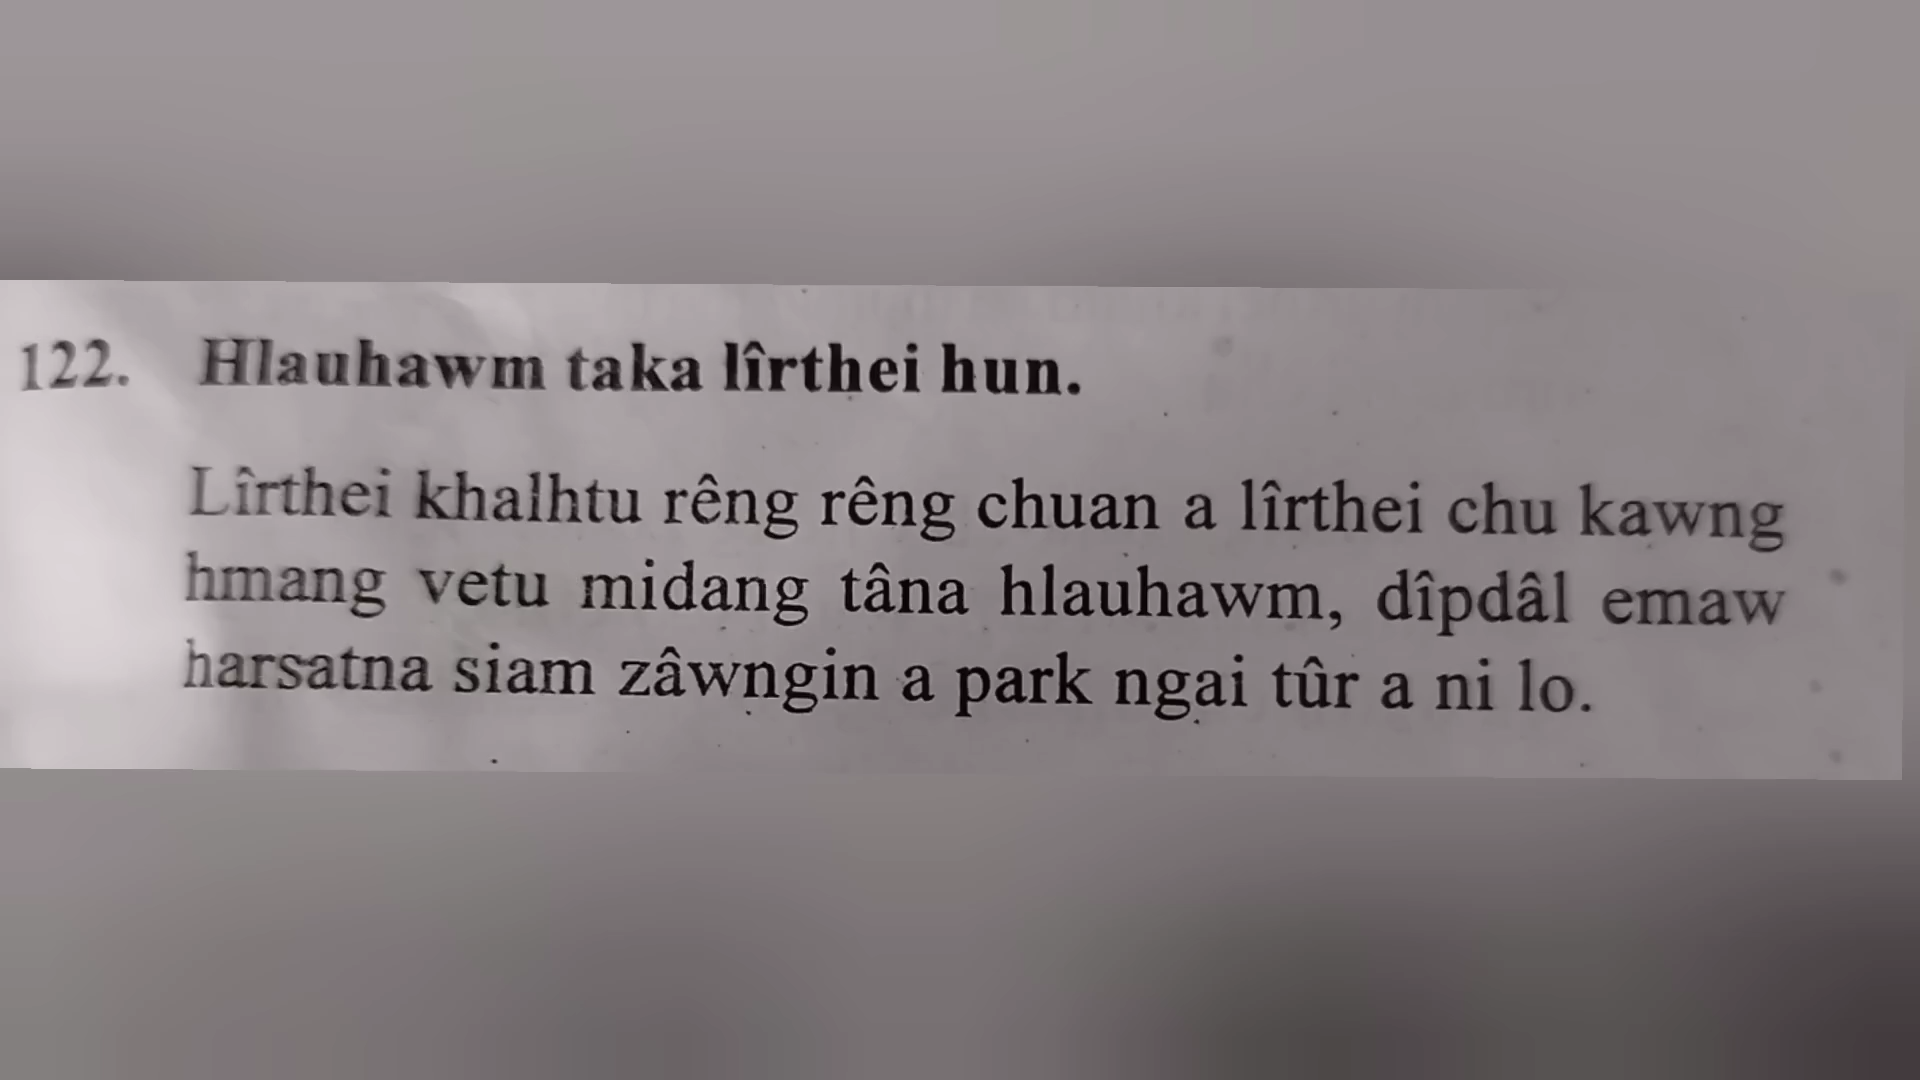 122. Hlauhawm taka lîrthei hun.
Lîrthei khalhtu rêng rêng chuan a lîrthei chu kawng
hmang vetu midang tâna hlauhawm, dîpdâl emaw
harsatna siam zâwngin a park ngai tûr a ni lo.